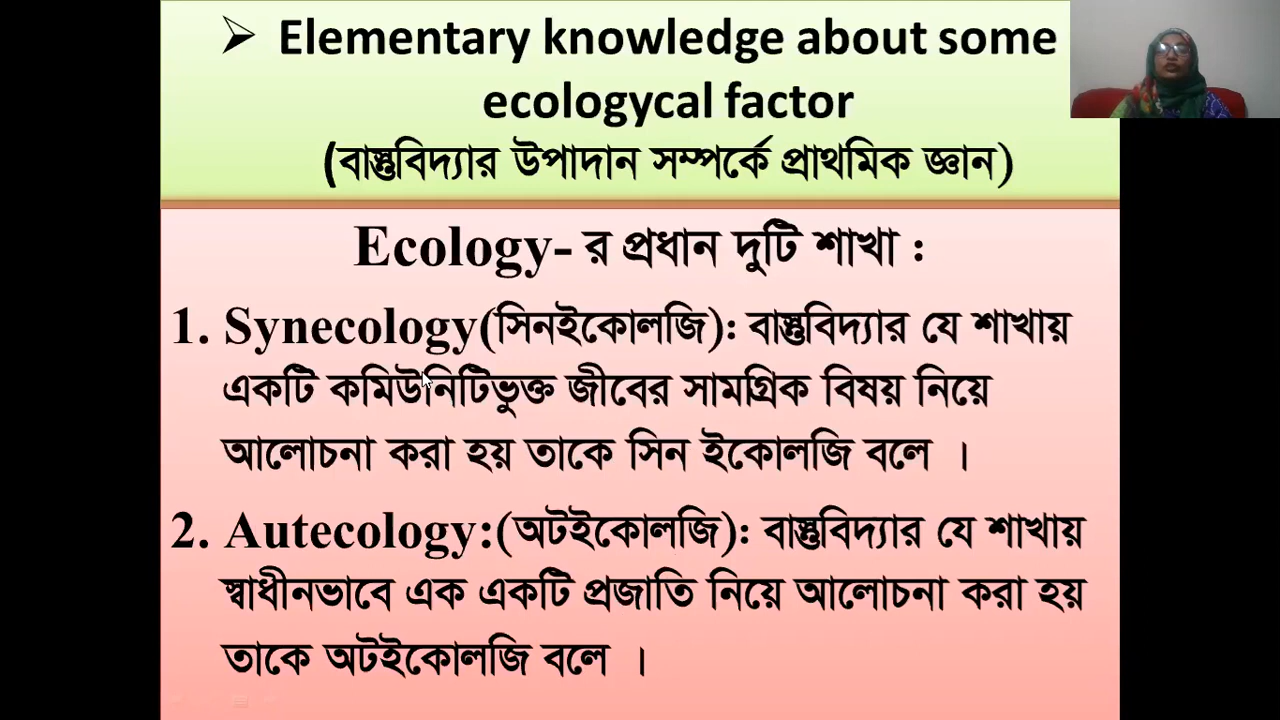 ➢ Elementary knowledge about some
ecologycal factor
(বাস্তুবিদ্যার উপাদান সম্পর্কে প্রাথমিক জ্ঞান)
Ecology- র প্রধান দুটি শাখা :
1. Synecology(সিনইকোলজি): বাস্তুবিদ্যার যে শাখায়
একটি কমিউনিটিভুক্ত জীবের সামগ্রিক বিষয় নিয়ে
আলোচনা করা হয় তাকে সিন ইকোলজি বলে ।
2. Autecology:(অটইকোলজি): বাস্তুবিদ্যার যে শাখায়
স্বাধীনভাবে এক একটি প্রজাতি নিয়ে আলোচনা করা হয়
তাকে অটইকোলজি বলে ।